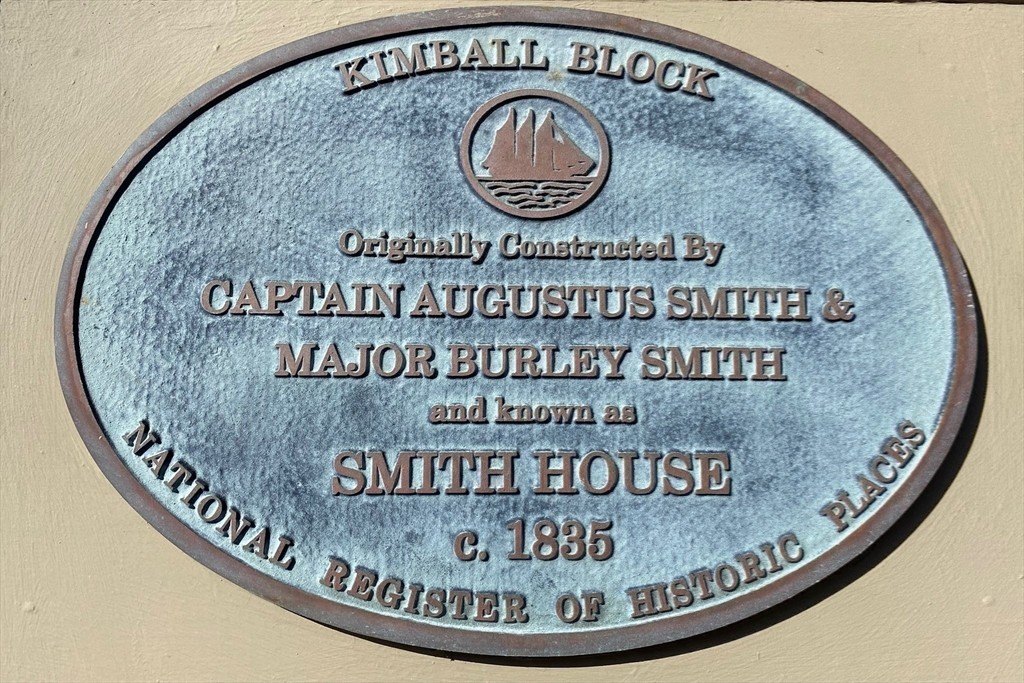 KIMBALL BLOCK
Originally Constructed By
CAPTAIN AUGUSTUS SMITH &
MAJOR BURLEY SMITH
and known as
SMITH HOUSE
c. 1835
NATIONAL REGISTER OF HISTORIC PLACES